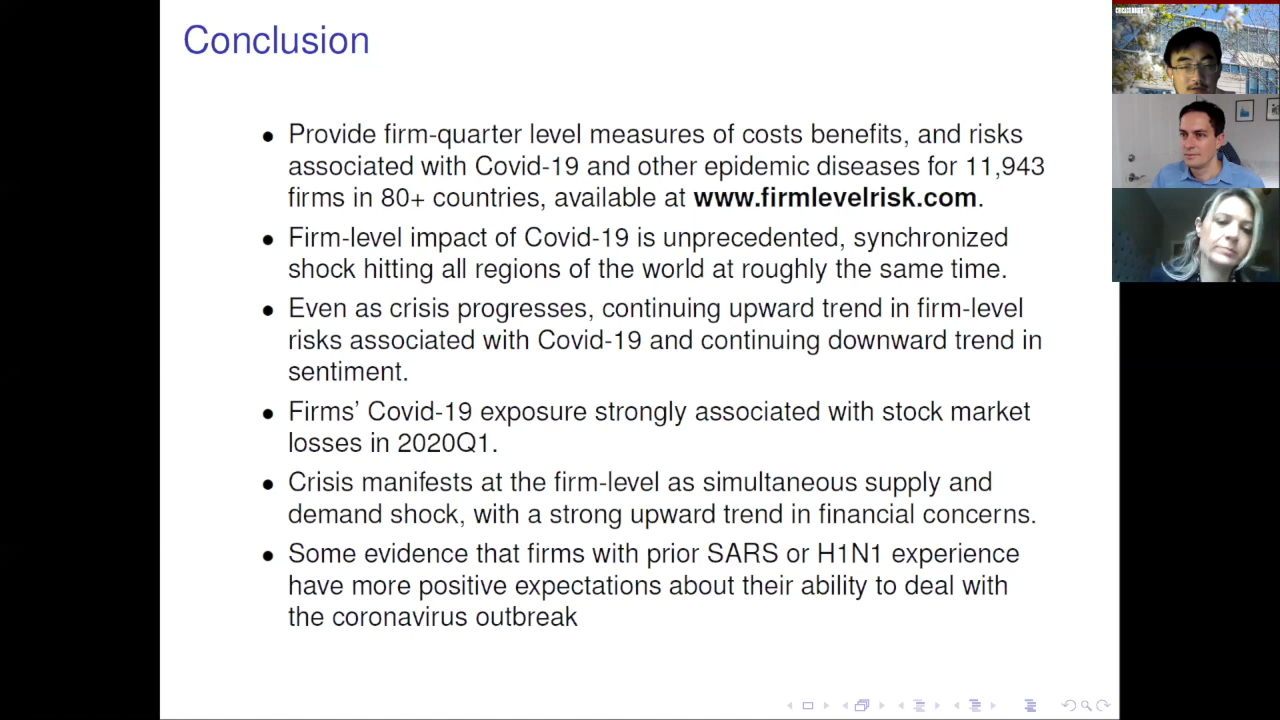 Conclusion
• Provide firm-quarter level measures of costs benefits, and risks
associated with Covid-19 and other epidemic diseases for 11,943
firms in 80+ countries, available at www.firmlevelrisk.com.
• Firm-level impact of Covid-19 is unprecedented, synchronized
shock hitting all regions of the world at roughly the same time.
• Even as crisis progresses, continuing upward trend in firm-level
risks associated with Covid-19 and continuing downward trend in
sentiment.
• Firms’ Covid-19 exposure strongly associated with stock market
losses in 2020Q1.
• Crisis manifests at the firm-level as simultaneous supply and
demand shock, with a strong upward trend in financial concerns.
• Some evidence that firms with prior SARS or H1N1 experience
have more positive expectations about their ability to deal with
the coronavirus outbreak